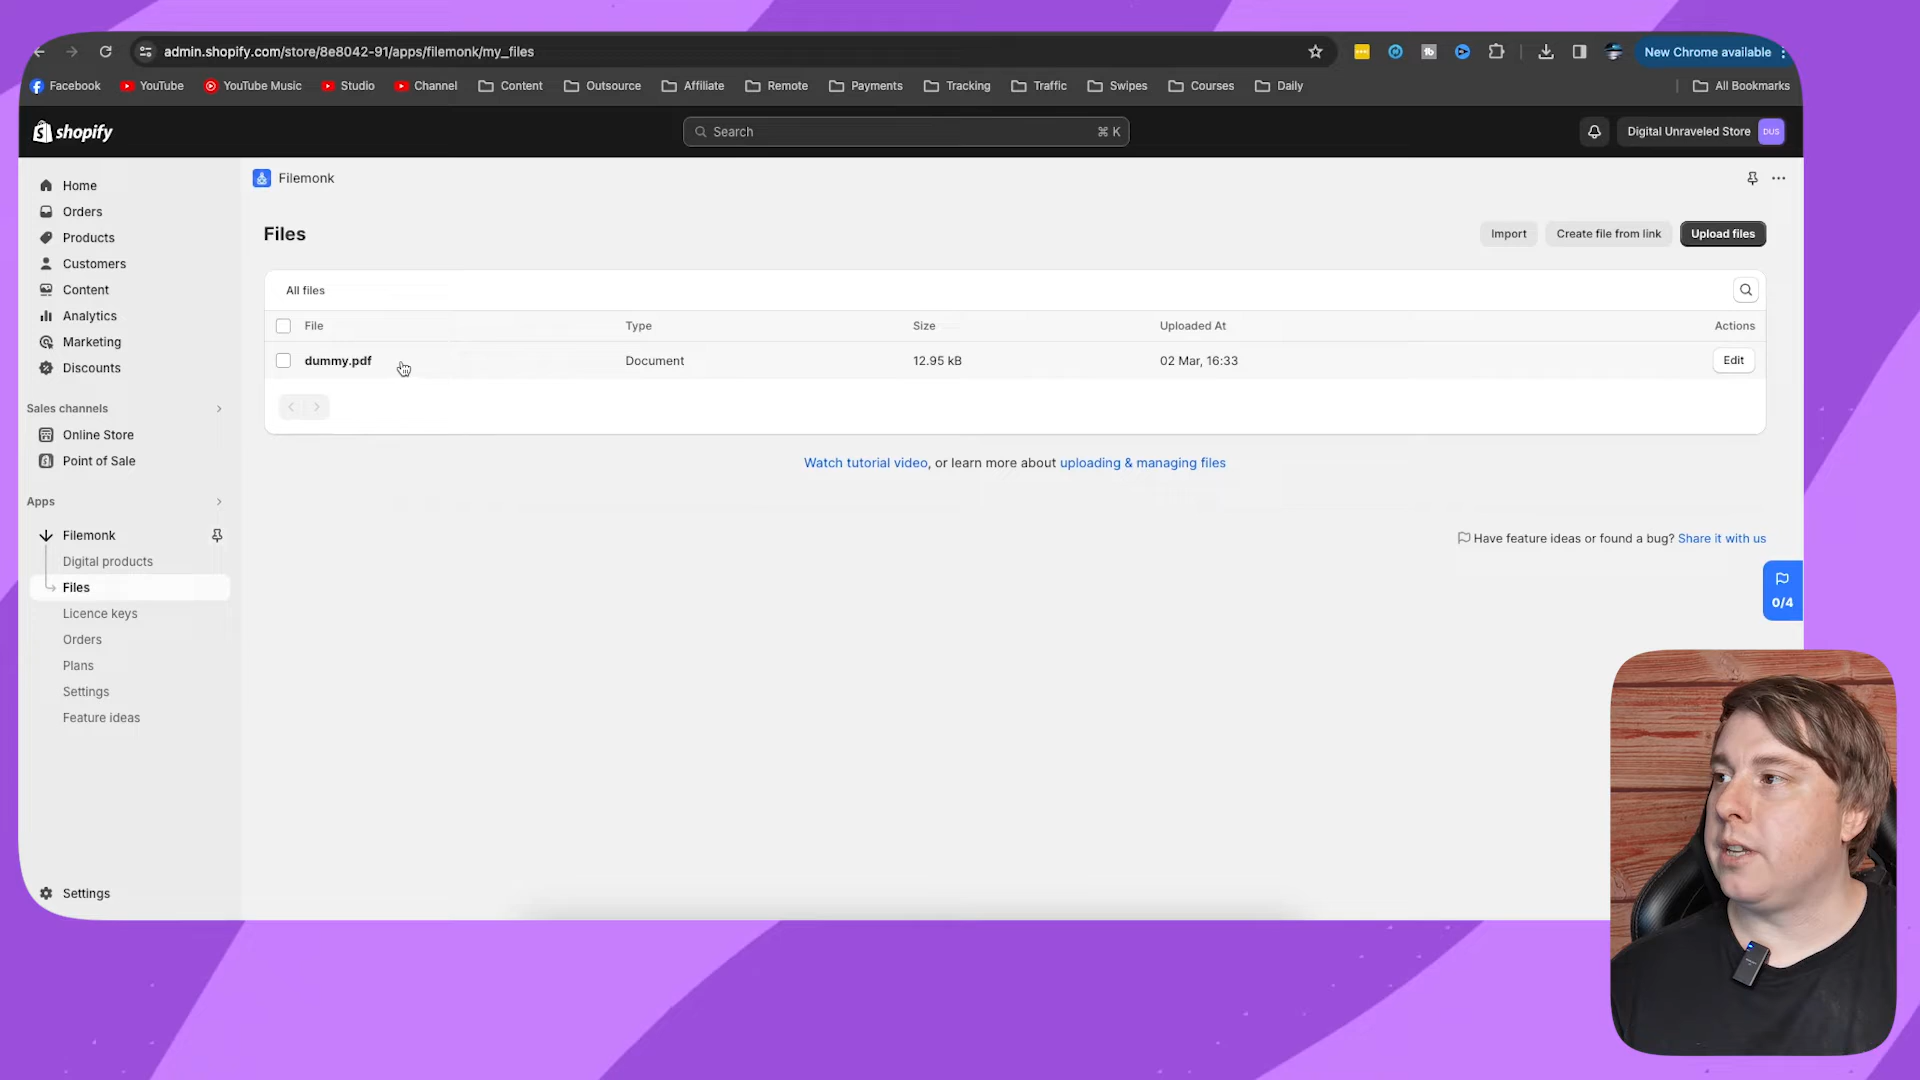 admin.shopify.com/store/8e8042-91/apps/filemonk/my_files
New Chrome available
Facebook YouTube YouTube Music Studio Channel Content Outsource Affiliate Remote Payments Tracking Traffic Swipes Courses Daily All Bookmarks
shopify
Search ⌘ K
Digital Unraveled Store DUS
Home
Orders
Products
Customers
Content
Analytics
Marketing
Discounts
Sales channels
Online Store
Point of Sale
Apps
Filemonk
Digital products
Files
Licence keys
Orders
Plans
Settings
Feature ideas
Settings
Filemonk
Files
Import Create file from link Upload files
All files
File Type Size Uploaded At Actions
dummy.pdf Document 12.95 kB 02 Mar, 16:33 Edit
Watch tutorial video, or learn more about uploading & managing files
Have feature ideas or found a bug? Share it with us
0/4